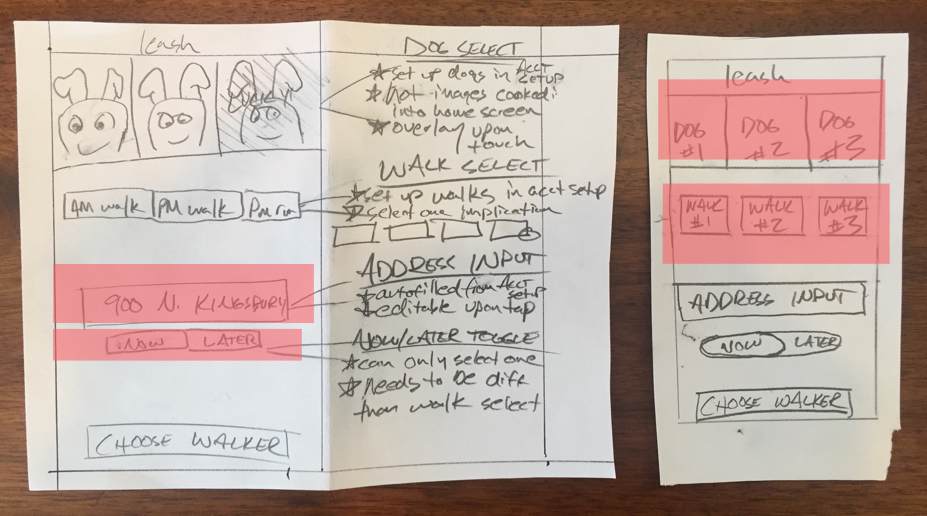 leash
LUCKY
AM walk
PM walk
PM run
900 N. KINGSBURY
NOW
LATER
CHOOSE WALKER
DOG SELECT
set up dogs in ACCT SETUP
images cooked
into home screen
overlay upon
touch
WALK SELECT
set up walks in acct setup
select one implication
ADDRESS INPUT
autofilled from ACCT SETUP
editable upon tap
NOW/LATER TOGGLE
can only select one
Needs to be diff
from walk select
leash
DOG #1
DOG #2
DOG #3
WALK #1
WALK #2
WALK #3
ADDRESS INPUT
NOW
LATER
CHOOSE WALKER